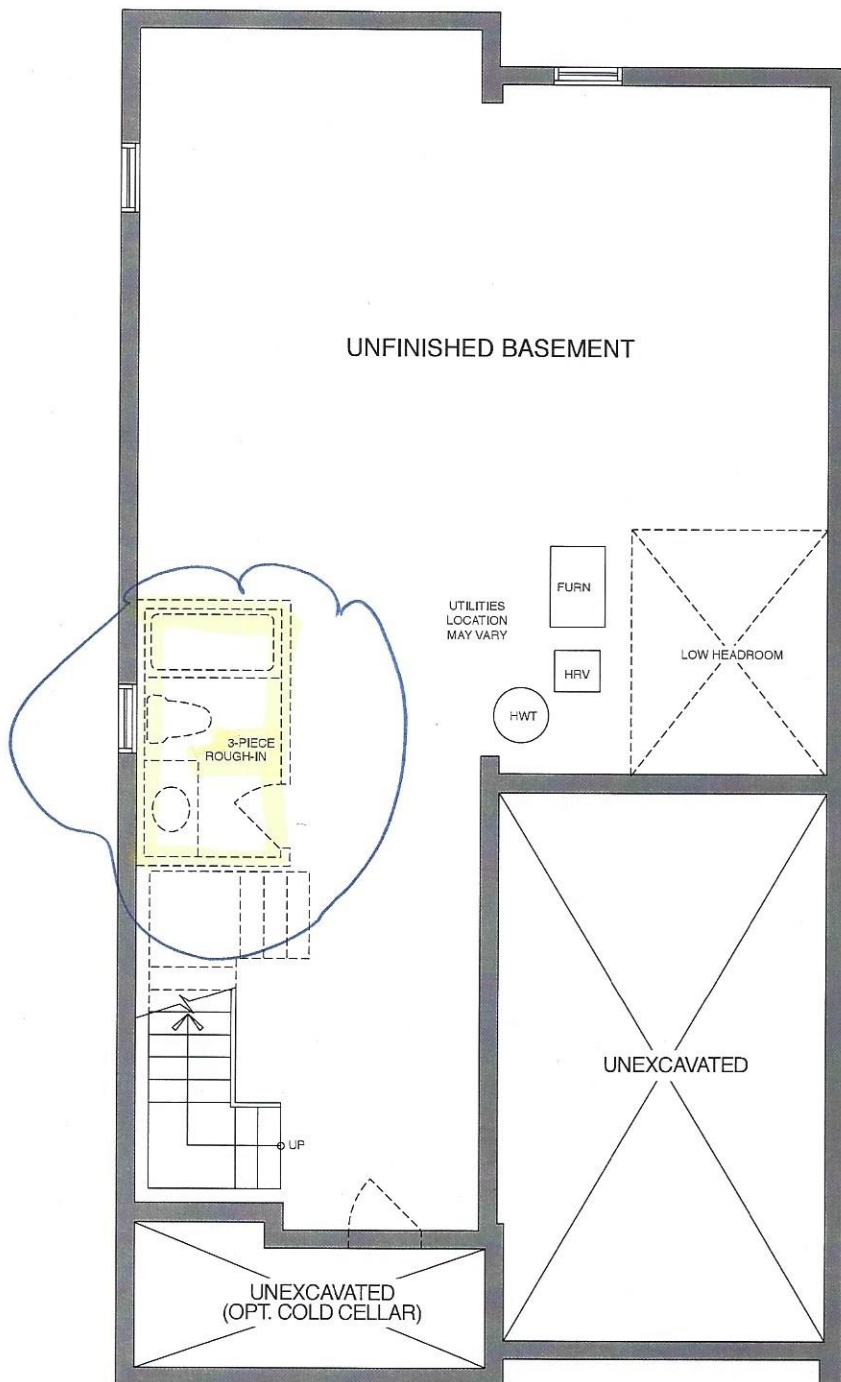 UNFINISHED BASEMENT
UTILITIES
LOCATION
MAY VARY
FURN
HRV
HWT
LOW HEADROOM
3-PIECE
ROUGH-IN
UP
UNEXCAVATED
UNEXCAVATED
(OPT. COLD CELLAR)